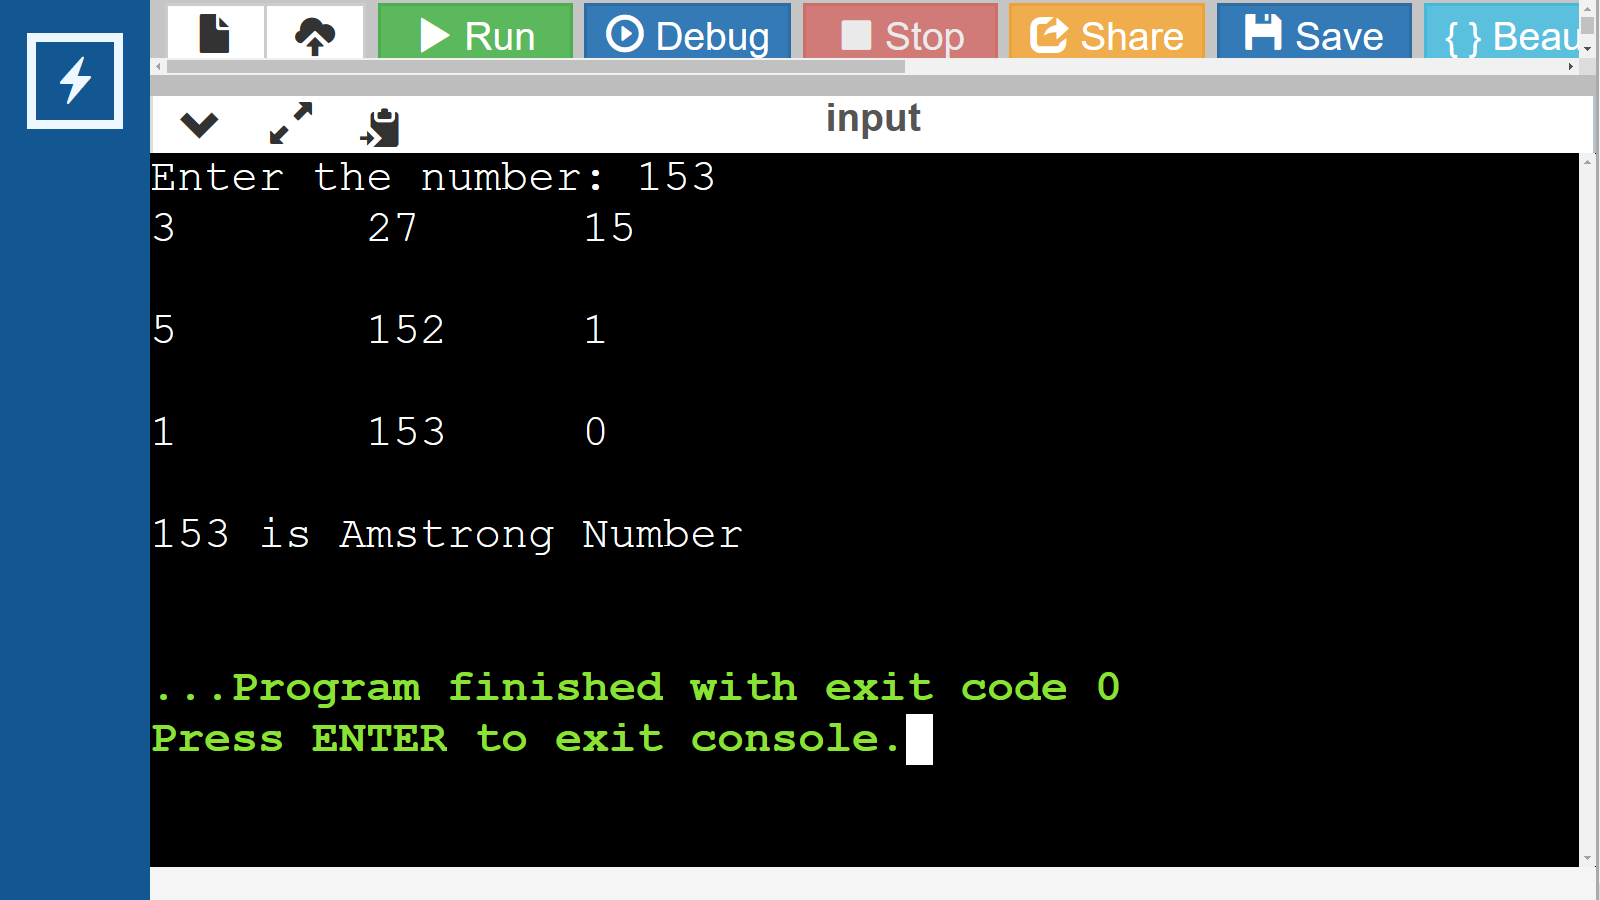 Run Debug Stop Share Save { } Beau
input
Enter the number: 153
3 27 15
5 152 1
1 153 0
153 is Amstrong Number
...Program finished with exit code 0
Press ENTER to exit console.